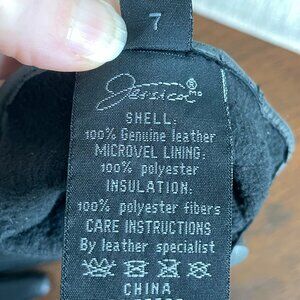 7
Jessica MD
SHELL:
100% Genuine leather
MICROVEL LINING:
100% polyester
INSULATION:
100% polyester fibers
CARE INSTRUCTIONS
By leather specialist
CHINA